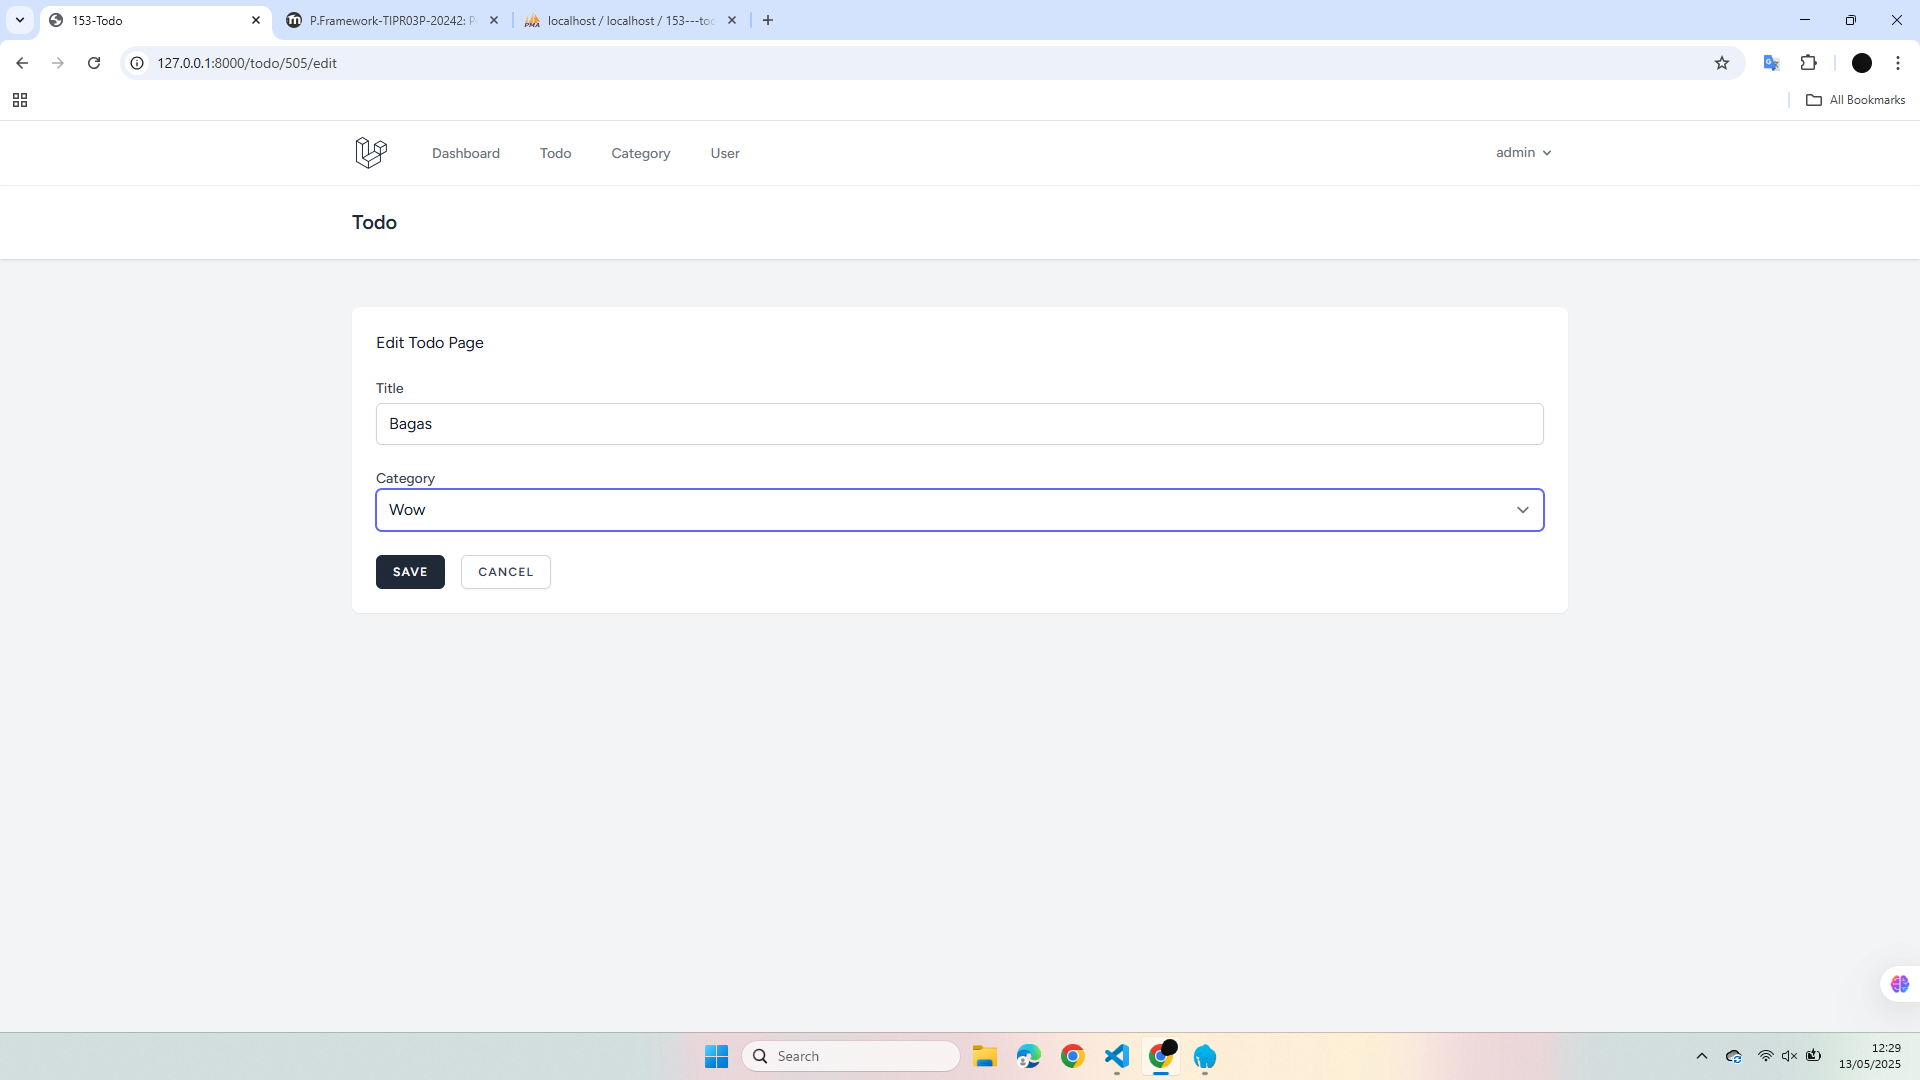 153-Todo
P.Framework-TIPR03P-20242: P
localhost / localhost / 153---to
127.0.0.1:8000/todo/505/edit
All Bookmarks
Dashboard
Todo
Category
User
admin
Todo
Edit Todo Page
Title
Bagas
Category
Wow
SAVE
CANCEL
Search
12:29
13/05/2025